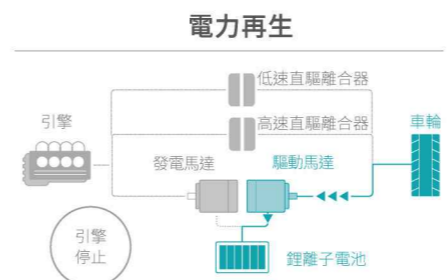 電力再生
低速直驅離合器
引擎
高速直驅離合器
車輪
發電馬達
驅動馬達
引擎
停止
鋰離子電池